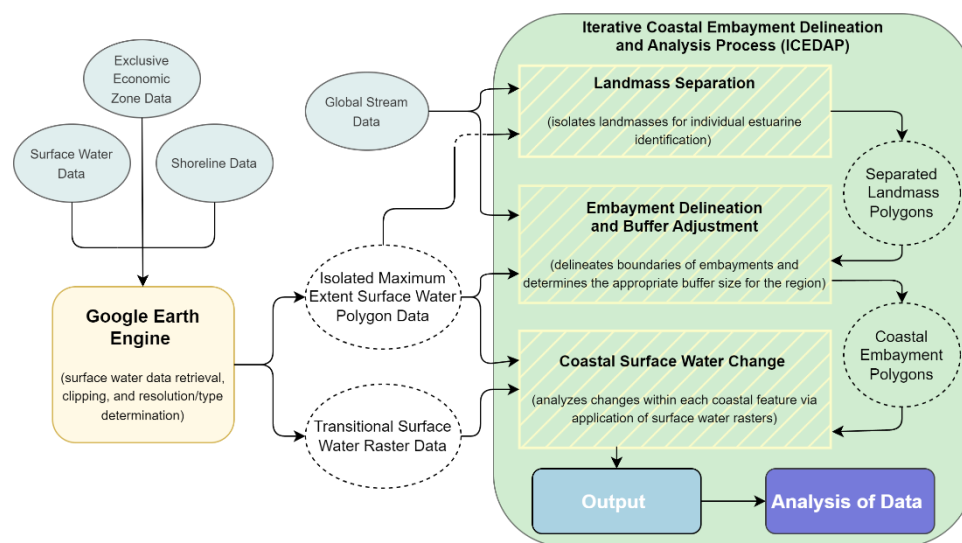 Iterative Coastal Embayment Delineation
and Analysis Process (ICEDAP)
Exclusive
Economic
Zone Data
Surface Water
Data
Shoreline Data
Global Stream
Data
Landmass Separation
(isolates landmasses for individual estuarine
identification)
Separated
Landmass
Polygons
Embayment Delineation
and Buffer Adjustment
(delineates boundaries of embayments and
determines the appropriate buffer size for the region)
Isolated Maximum
Extent Surface Water
Polygon Data
Google Earth
Engine
(surface water data retrieval,
clipping, and resolution/type
determination)
Coastal
Embayment
Polygons
Coastal Surface Water Change
(analyzes changes within each coastal feature via
application of surface water rasters)
Transitional Surface
Water Raster Data
Output
Analysis of Data